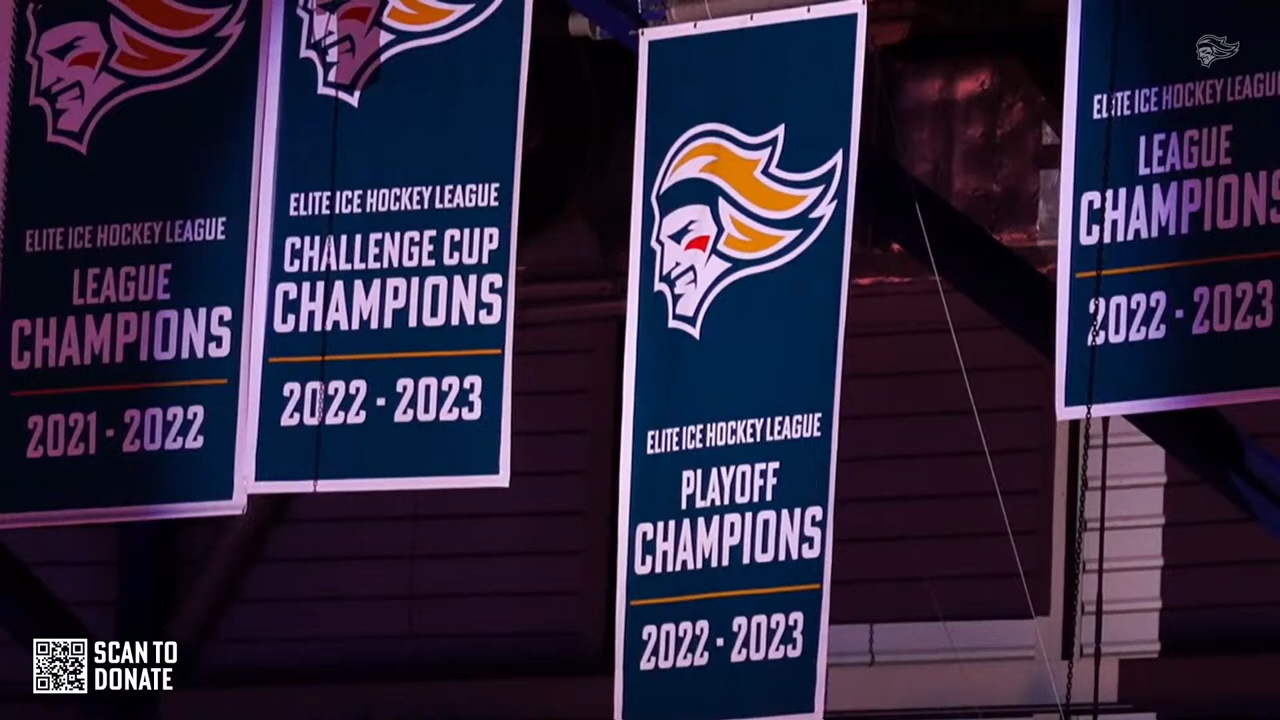 ELITE ICE HOCKEY LEAGUE
LEAGUE
CHAMPIONS
2021 - 2022
ELITE ICE HOCKEY LEAGUE
CHALLENGE CUP
CHAMPIONS
2022 - 2023
ELITE ICE HOCKEY LEAGUE
PLAYOFF
CHAMPIONS
2022 - 2023
ELITE ICE HOCKEY LEAGUE
LEAGUE
CHAMPIONS
2022 - 2023
SCAN TO
DONATE